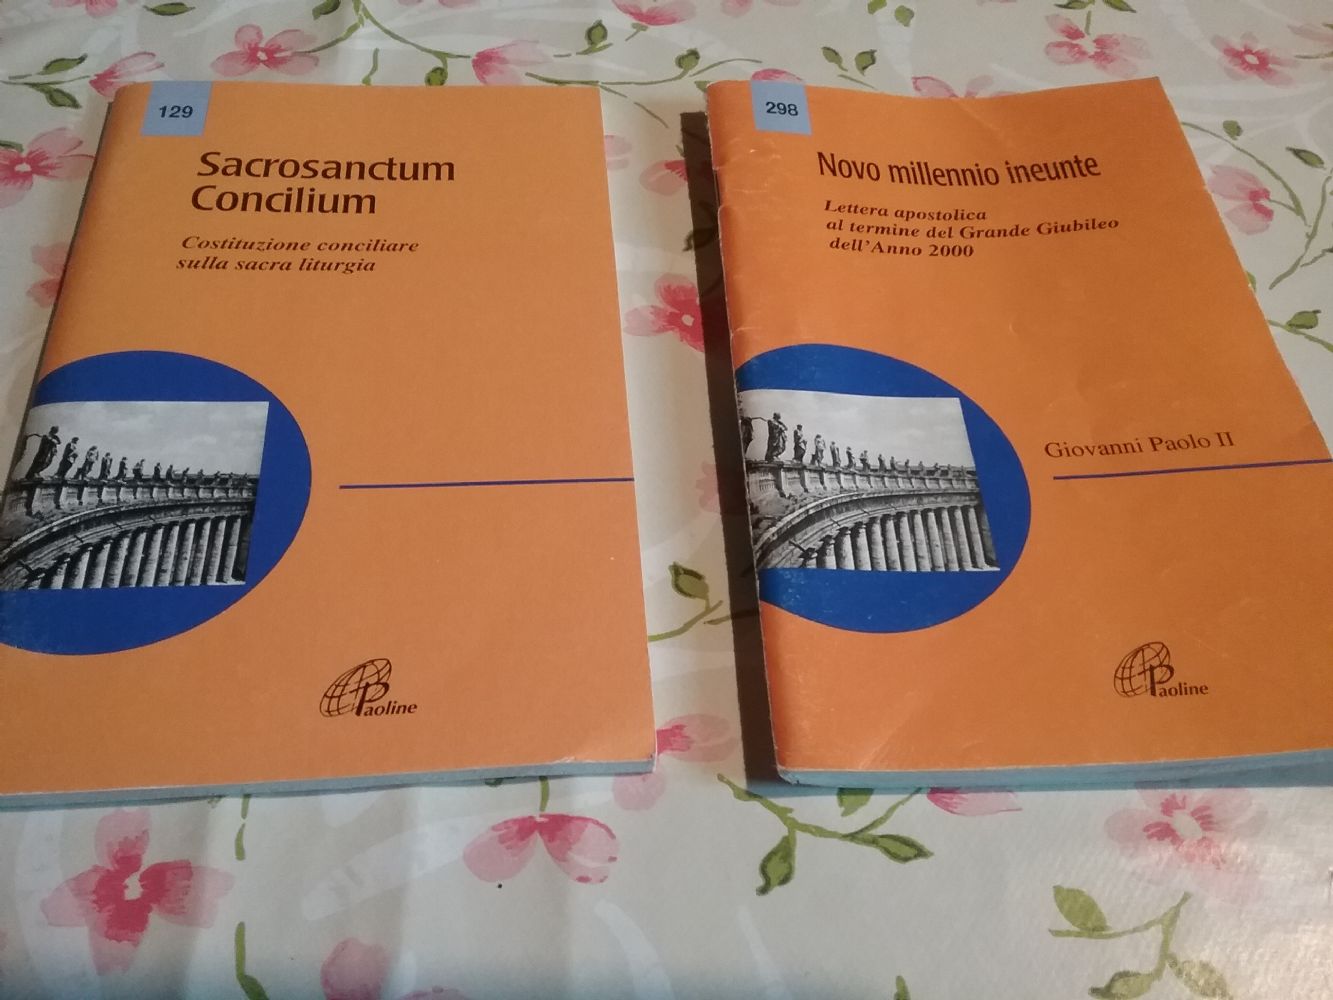 129
Sacrosanctum
Concilium
Costituzione conciliare
sulla sacra liturgia
Paoline
298
Novo millennio ineunte
Lettera apostolica
al termine del Grande Giubileo
dell'Anno 2000
Giovanni Paolo II
Paoline